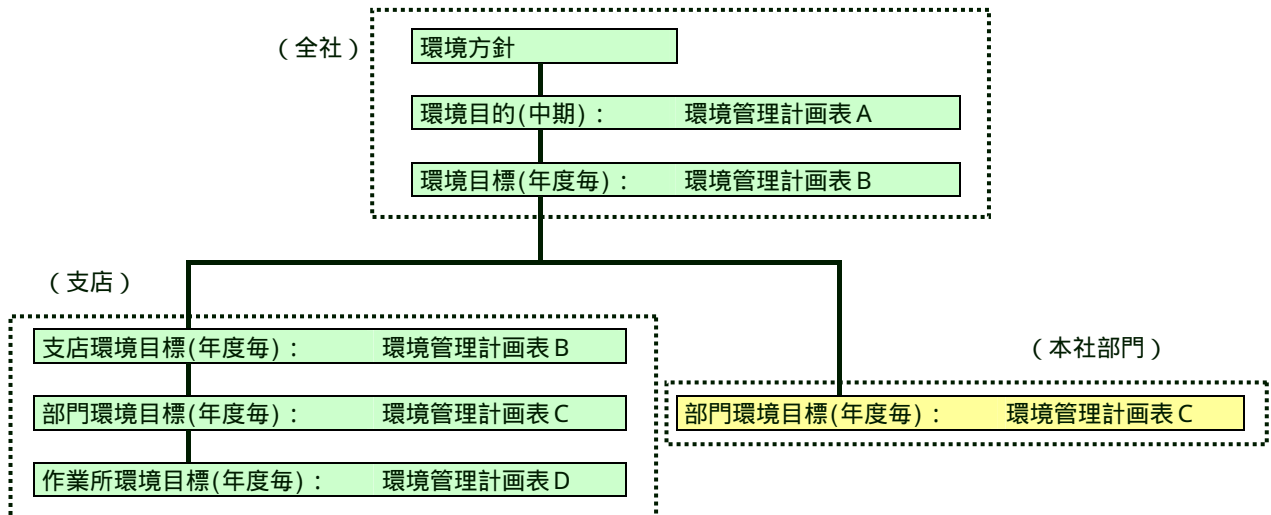 （全社）
環境方針
環境目的(中期)： 環境管理計画表A
環境目標(年度毎)： 環境管理計画表B
（支店）
支店環境目標(年度毎)： 環境管理計画表B
（本社部門）
部門環境目標(年度毎)： 環境管理計画表C
部門環境目標(年度毎)： 環境管理計画表C
作業所環境目標(年度毎)： 環境管理計画表D